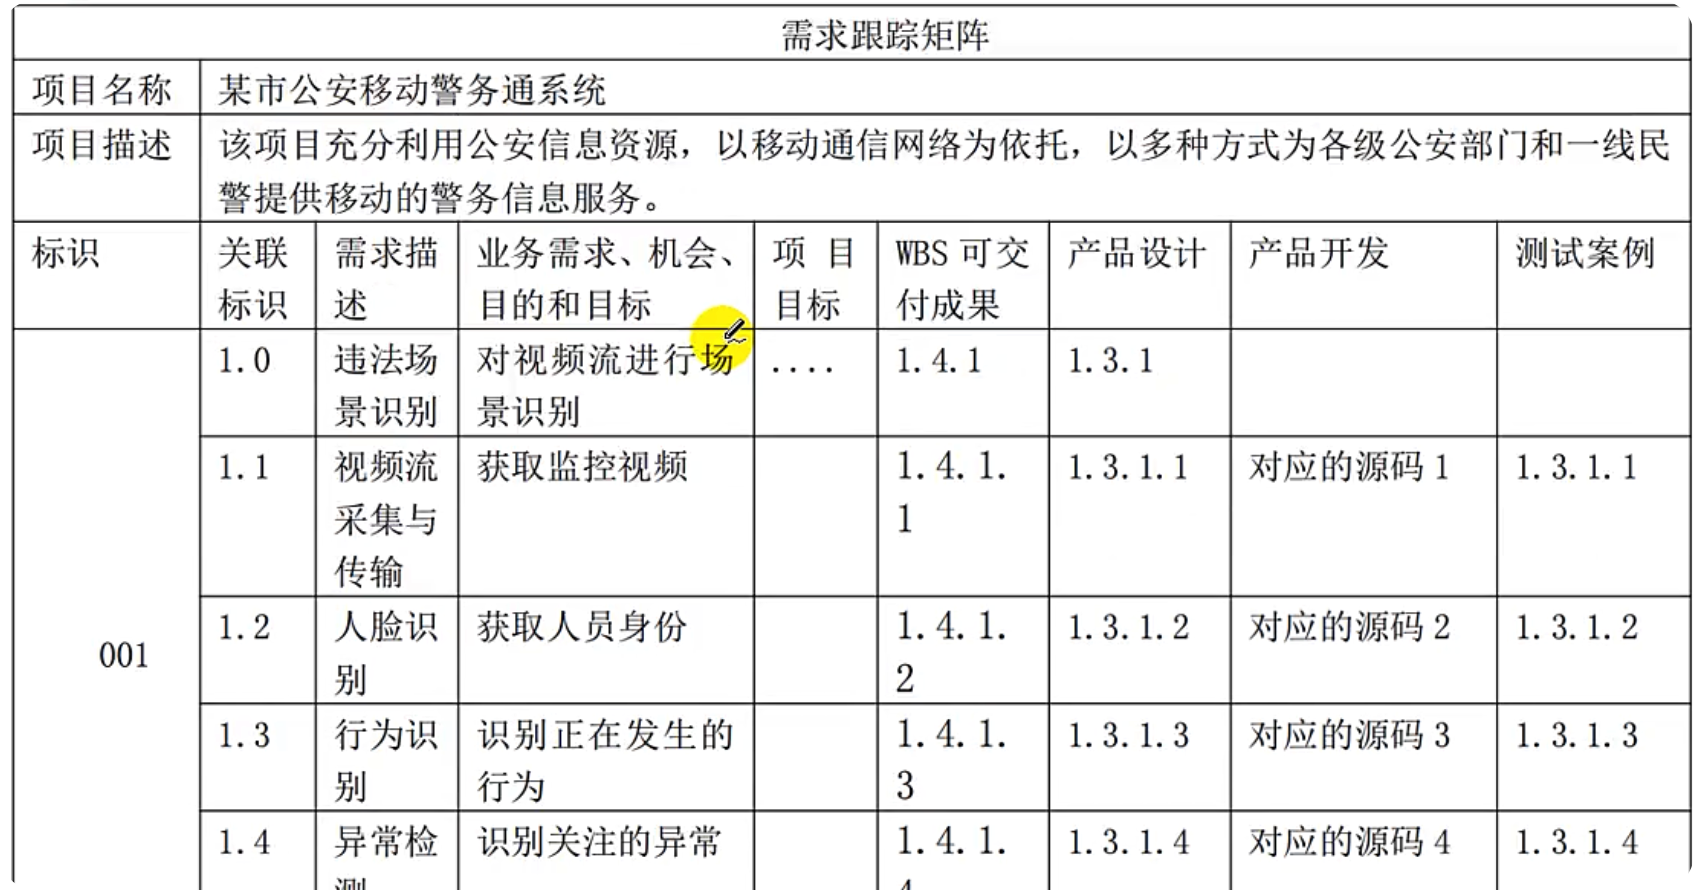 需求跟踪矩阵
项目名称 某市公安移动警务通系统
项目描述 该项目充分利用公安信息资源，以移动通信网络为依托，以多种方式为各级公安部门和一线民
警提供移动的警务信息服务。
标识 关联 需求描 业务需求、机会、 项 目 WBS 可交 产品设计 产品开发 测试案例
标识 述 目的和目标 目标 付成果
1.0 违法场 对视频流进行场 .... 1.4.1 1.3.1
景识别 景识别
1.1 视频流 获取监控视频 1.4.1. 1.3.1.1 对应的源码 1 1.3.1.1
采集与 1
传输
001
1.2 人脸识 获取人员身份 1.4.1. 1.3.1.2 对应的源码 2 1.3.1.2
别 2
1.3 行为识 识别正在发生的 1.4.1. 1.3.1.3 对应的源码 3 1.3.1.3
别 行为 3
1.4 异常检 识别关注的异常 1.4.1. 1.3.1.4 对应的源码 4 1.3.1.4